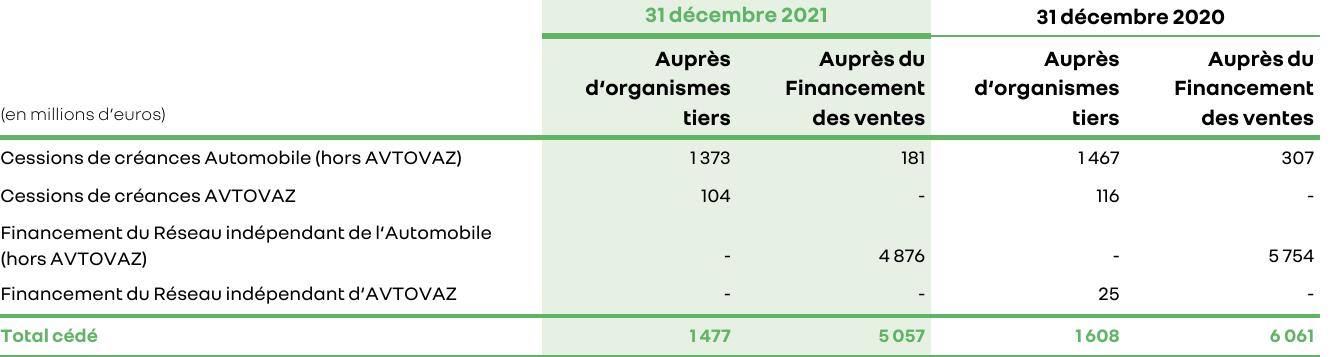 31 décembre 2021 31 décembre 2020
(en millions d'euros) Auprès d'organismes tiers Auprès du Financement des ventes Auprès d'organismes tiers Auprès du Financement des ventes
Cessions de créances Automobile (hors AVTOVAZ) 1 373 181 1 467 307
Cessions de créances AVTOVAZ 104 - 116 -
Financement du Réseau indépendant de l'Automobile
(hors AVTOVAZ) - 4 876 - 5 754
Financement du Réseau indépendant d'AVTOVAZ - - 25 -
Total cédé 1 477 5 057 1 608 6 061